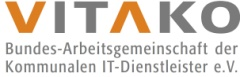 VITAKO
Bundes-Arbeitsgemeinschaft der
Kommunalen IT-Dienstleister e.V.